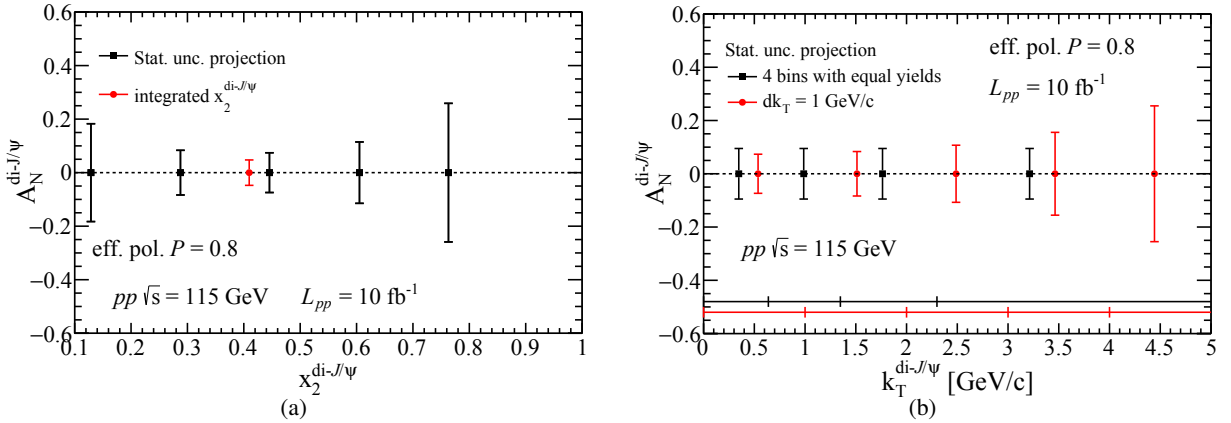 0.6
0.4
0.2
0
−0.2
−0.4
−0.6
A_N^{di-J/ψ}
Stat. unc. projection
integrated x_2^{di-J/ψ}
eff. pol. P = 0.8
pp √s = 115 GeV L_{pp} = 10 fb^{-1}
0.1 0.2 0.3 0.4 0.5 0.6 0.7 0.8 0.9 1
x_2^{di-J/ψ}
(a)
0.6
0.4
0.2
0
−0.2
−0.4
−0.6
A_N^{di-J/ψ}
Stat. unc. projection
4 bins with equal yields
dk_T = 1 GeV/c
eff. pol. P = 0.8
L_{pp} = 10 fb^{-1}
pp √s = 115 GeV
0 0.5 1 1.5 2 2.5 3 3.5 4 4.5 5
k_T^{di-J/ψ} [GeV/c]
(b)